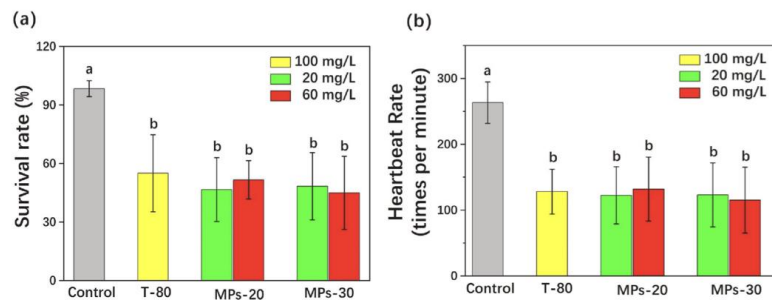 (a)
120
90
60
30
0
Survival rate (%)
a
b
b
b
b
b
100 mg/L
20 mg/L
60 mg/L
Control
T-80
MPs-20
MPs-30
(b)
300
200
100
0
Heartbeat Rate
(times per minute)
a
b
b
b
b
b
100 mg/L
20 mg/L
60 mg/L
Control
T-80
MPs-20
MPs-30